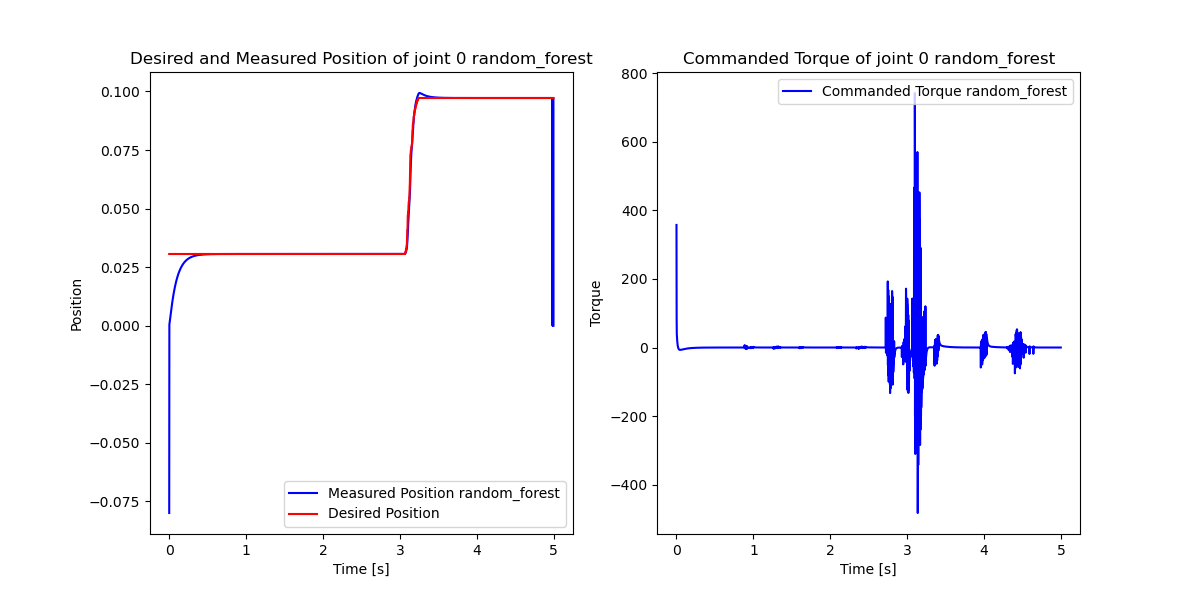 Desired and Measured Position of joint 0 random_forest
Position
0.100
0.075
0.050
0.025
0.000
−0.025
−0.050
−0.075
Measured Position random_forest
Desired Position
0 1 2 3 4 5
Time [s]
Commanded Torque of joint 0 random_forest
Torque
800
600
400
200
0
−200
−400
Commanded Torque random_forest
0 1 2 3 4 5
Time [s]